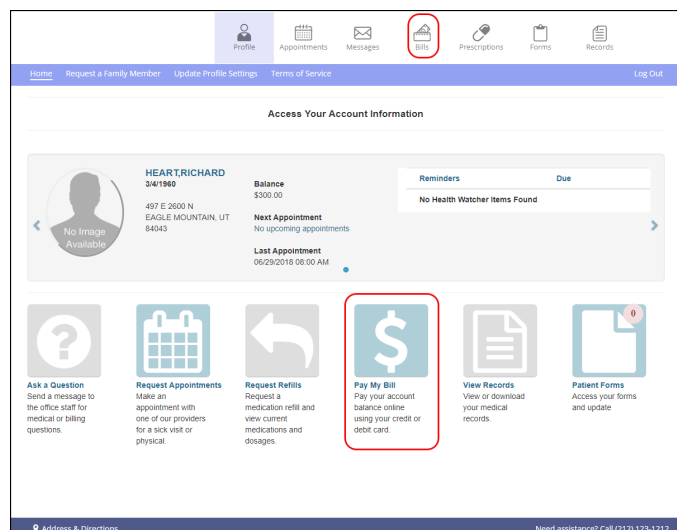 Profile
Appointments
Messages
Bills
Prescriptions
Forms
Records
Home Request a Family Member Update Profile Settings Terms of Service Log Out
Access Your Account Information
No Image
Available
HEART,RICHARD
3/4/1960
497 E 2600 N
EAGLE MOUNTAIN, UT
84043
Balance
$300.00
Next Appointment
No upcoming appointments
Last Appointment
06/29/2018 08:00 AM
Reminders Due
No Health Watcher Items Found
?
Ask a Question
Send a message to
the office staff for
medical or billing
questions.
Request Appointments
Make an
appointment with
one of our providers
for a sick visit or
physical.
Request Refills
Request a
medication refill and
view current
medications and
dosages.
$
Pay My Bill
Pay your account
balance online
using your credit or
debit card.
View Records
View or download
your medical
records.
0
Patient Forms
Access your forms
and update
Address & Directions Need assistance? Call (212) 123-1212